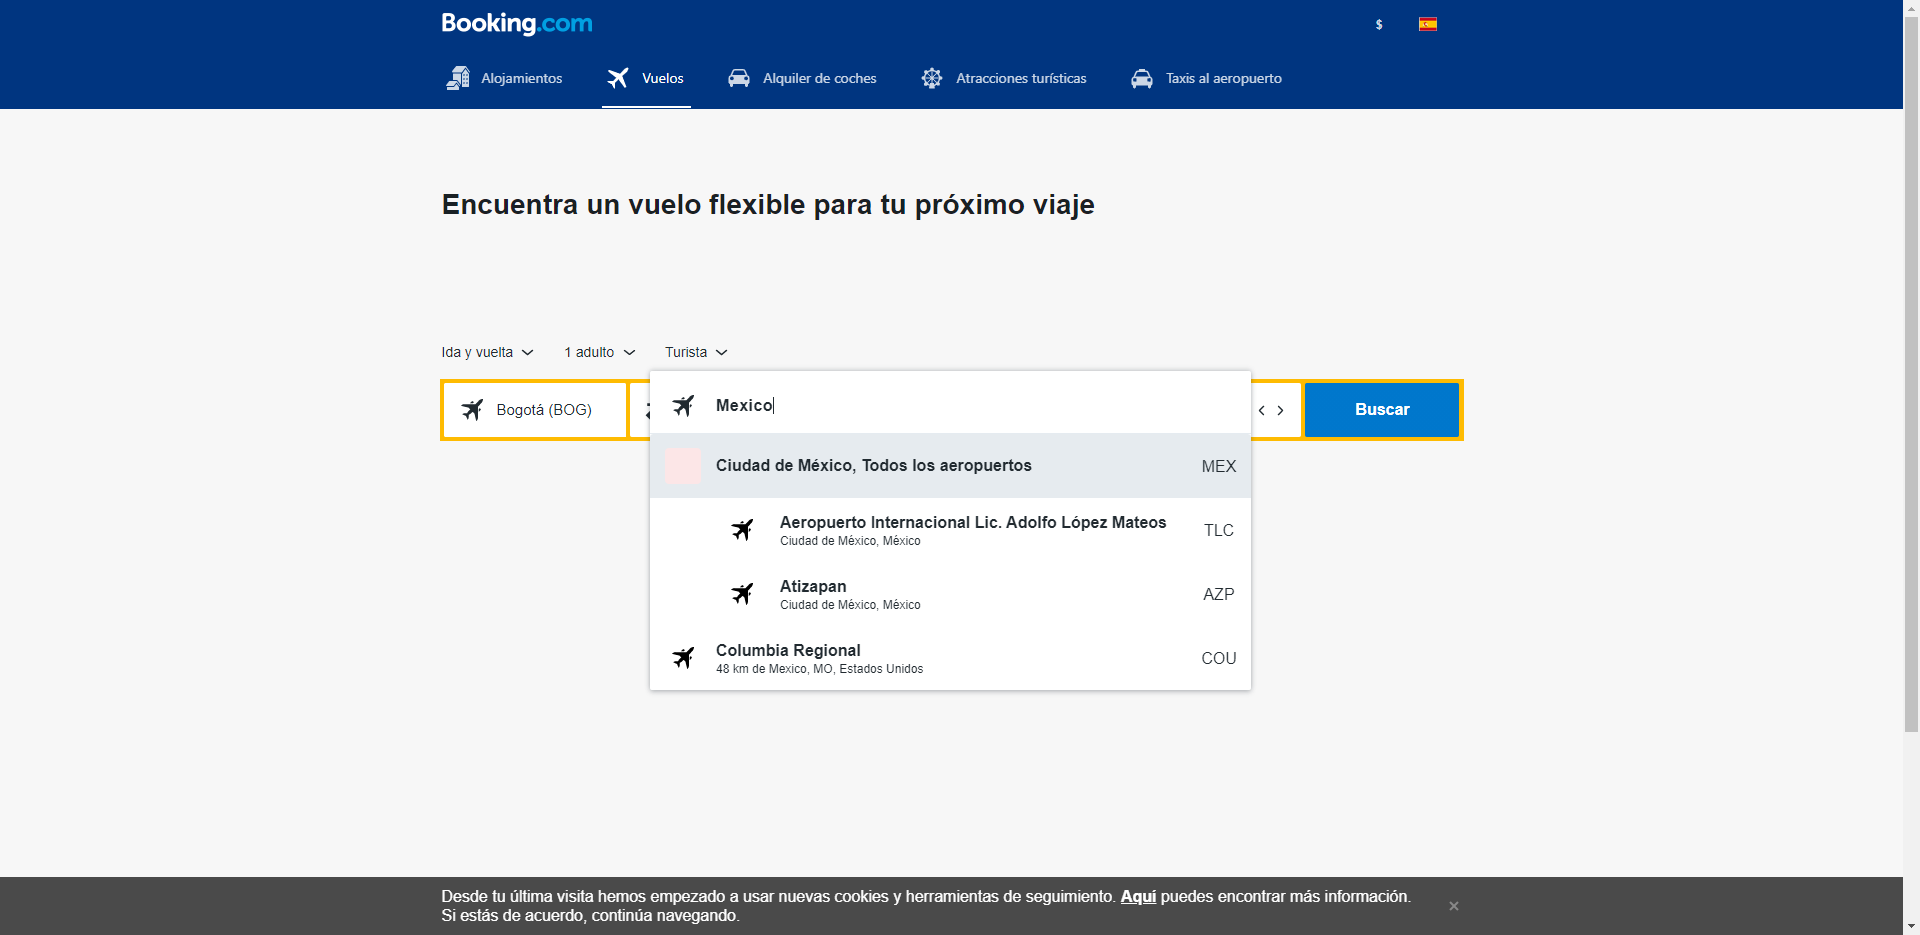 Booking.com
$
Alojamientos
Vuelos
Alquiler de coches
Atracciones turísticas
Taxis al aeropuerto
Encuentra un vuelo flexible para tu próximo viaje
Ida y vuelta
1 adulto
Turista
Bogotá (BOG)
Mexico
Buscar
Ciudad de México, Todos los aeropuertos
MEX
Aeropuerto Internacional Lic. Adolfo López Mateos
Ciudad de México, México
TLC
Atizapan
Ciudad de México, México
AZP
Columbia Regional
48 km de Mexico, MO, Estados Unidos
COU
Desde tu última visita hemos empezado a usar nuevas cookies y herramientas de seguimiento. Aquí puedes encontrar más información.
Si estás de acuerdo, continúa navegando.